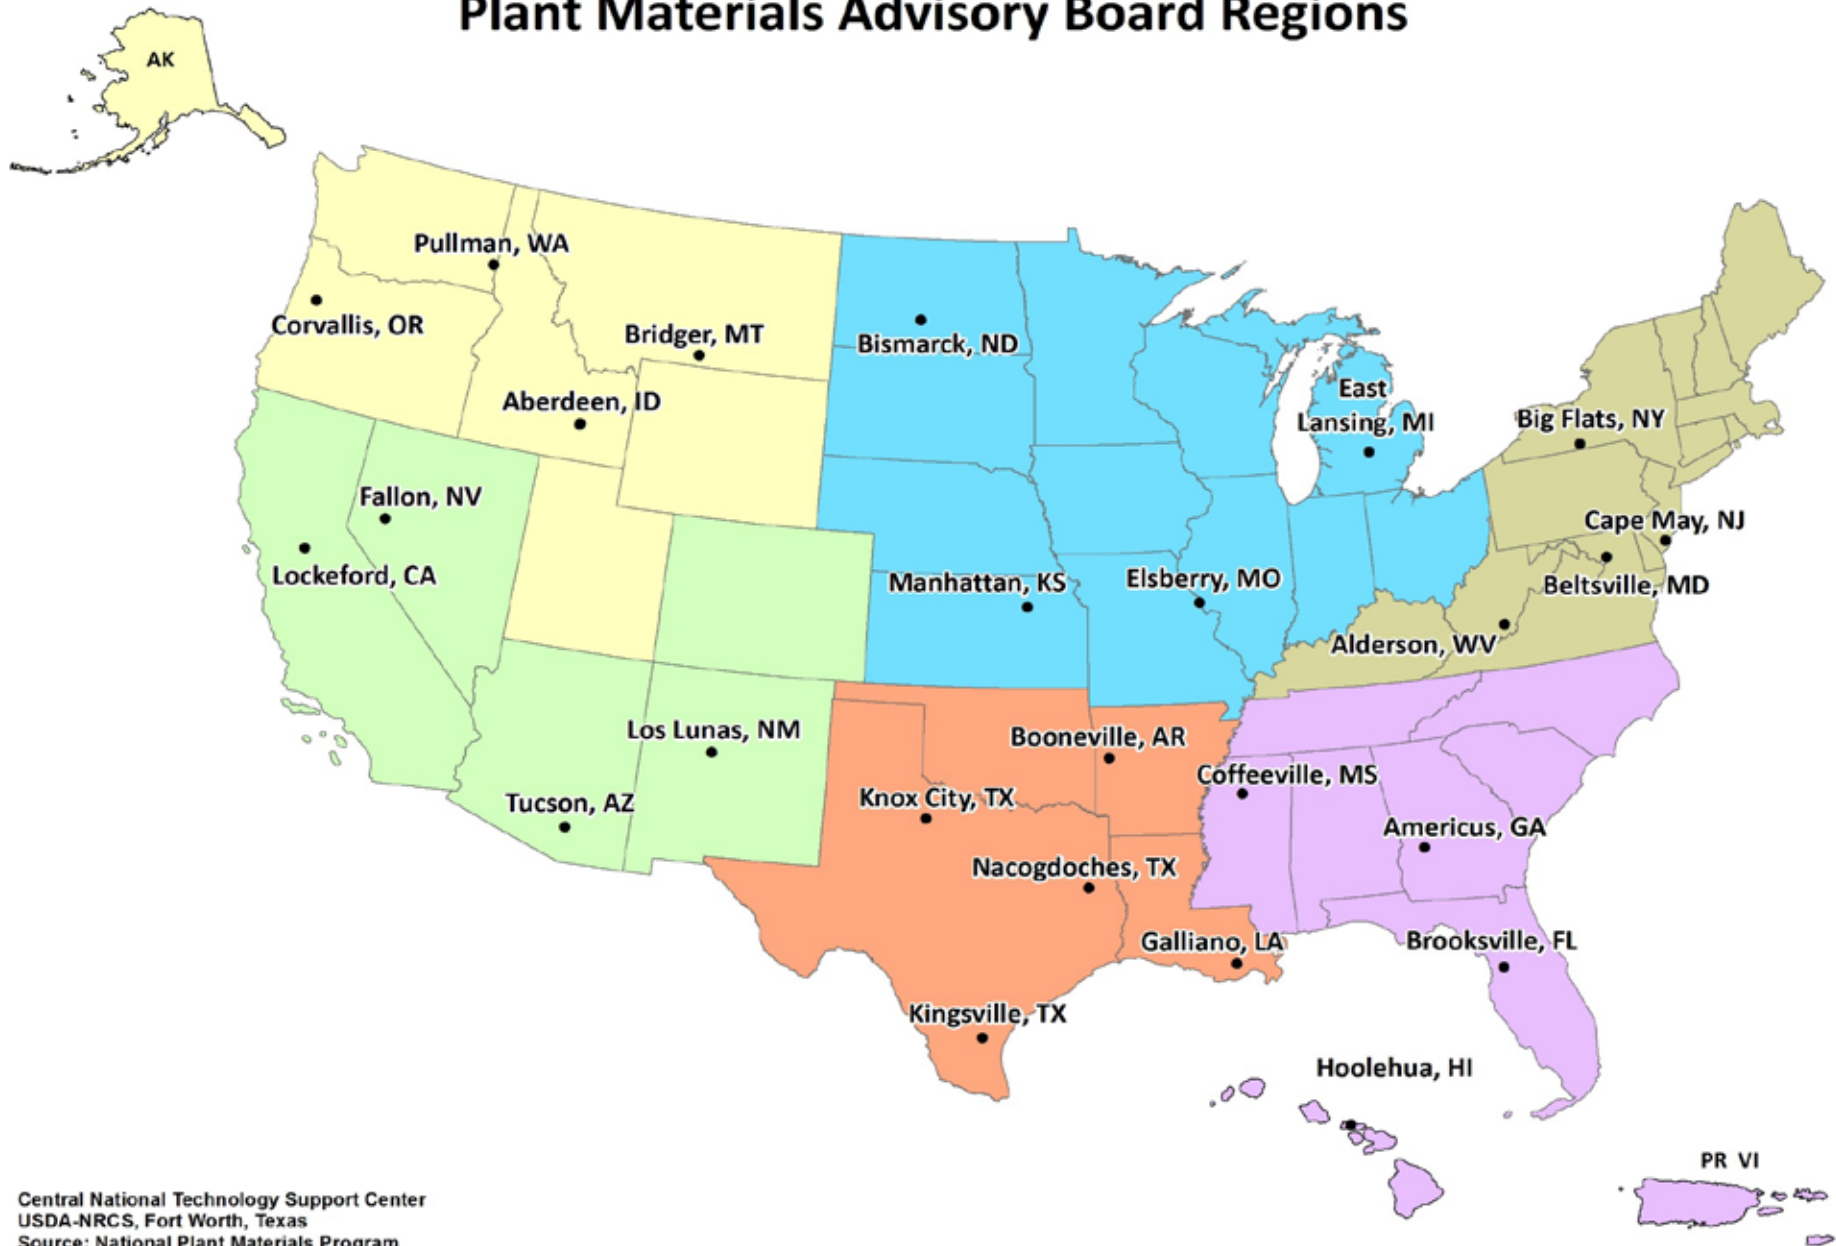 Plant Materials Advisory Board Regions
AK
Pullman, WA
Corvallis, OR
Bridger, MT
Bismarck, ND
Aberdeen, ID
East
Lansing, MI
Big Flats, NY
Fallon, NV
Cape May, NJ
Lockeford, CA
Manhattan, KS
Elsberry, MO
Beltsville, MD
Alderson, WV
Los Lunas, NM
Booneville, AR
Coffeeville, MS
Tucson, AZ
Knox City, TX
Americus, GA
Nacogdoches, TX
Galliano, LA
Brooksville, FL
Kingsville, TX
Hoolehua, HI
PR VI
Central National Technology Support Center
USDA-NRCS, Fort Worth, Texas
Source: National Plant Materials Program